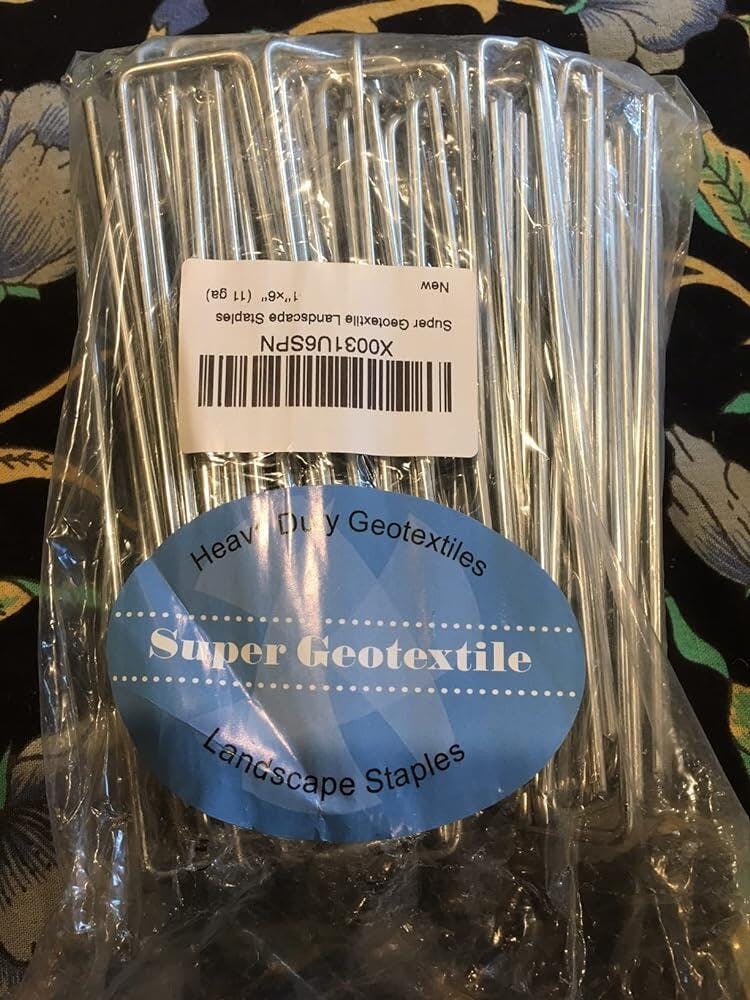 X0031U6SPN
Super Geotextile Landscape Staples
1"x6" (11 ga)
New
Heavy Duty Geotextiles
Super Geotextile
Landscape Staples